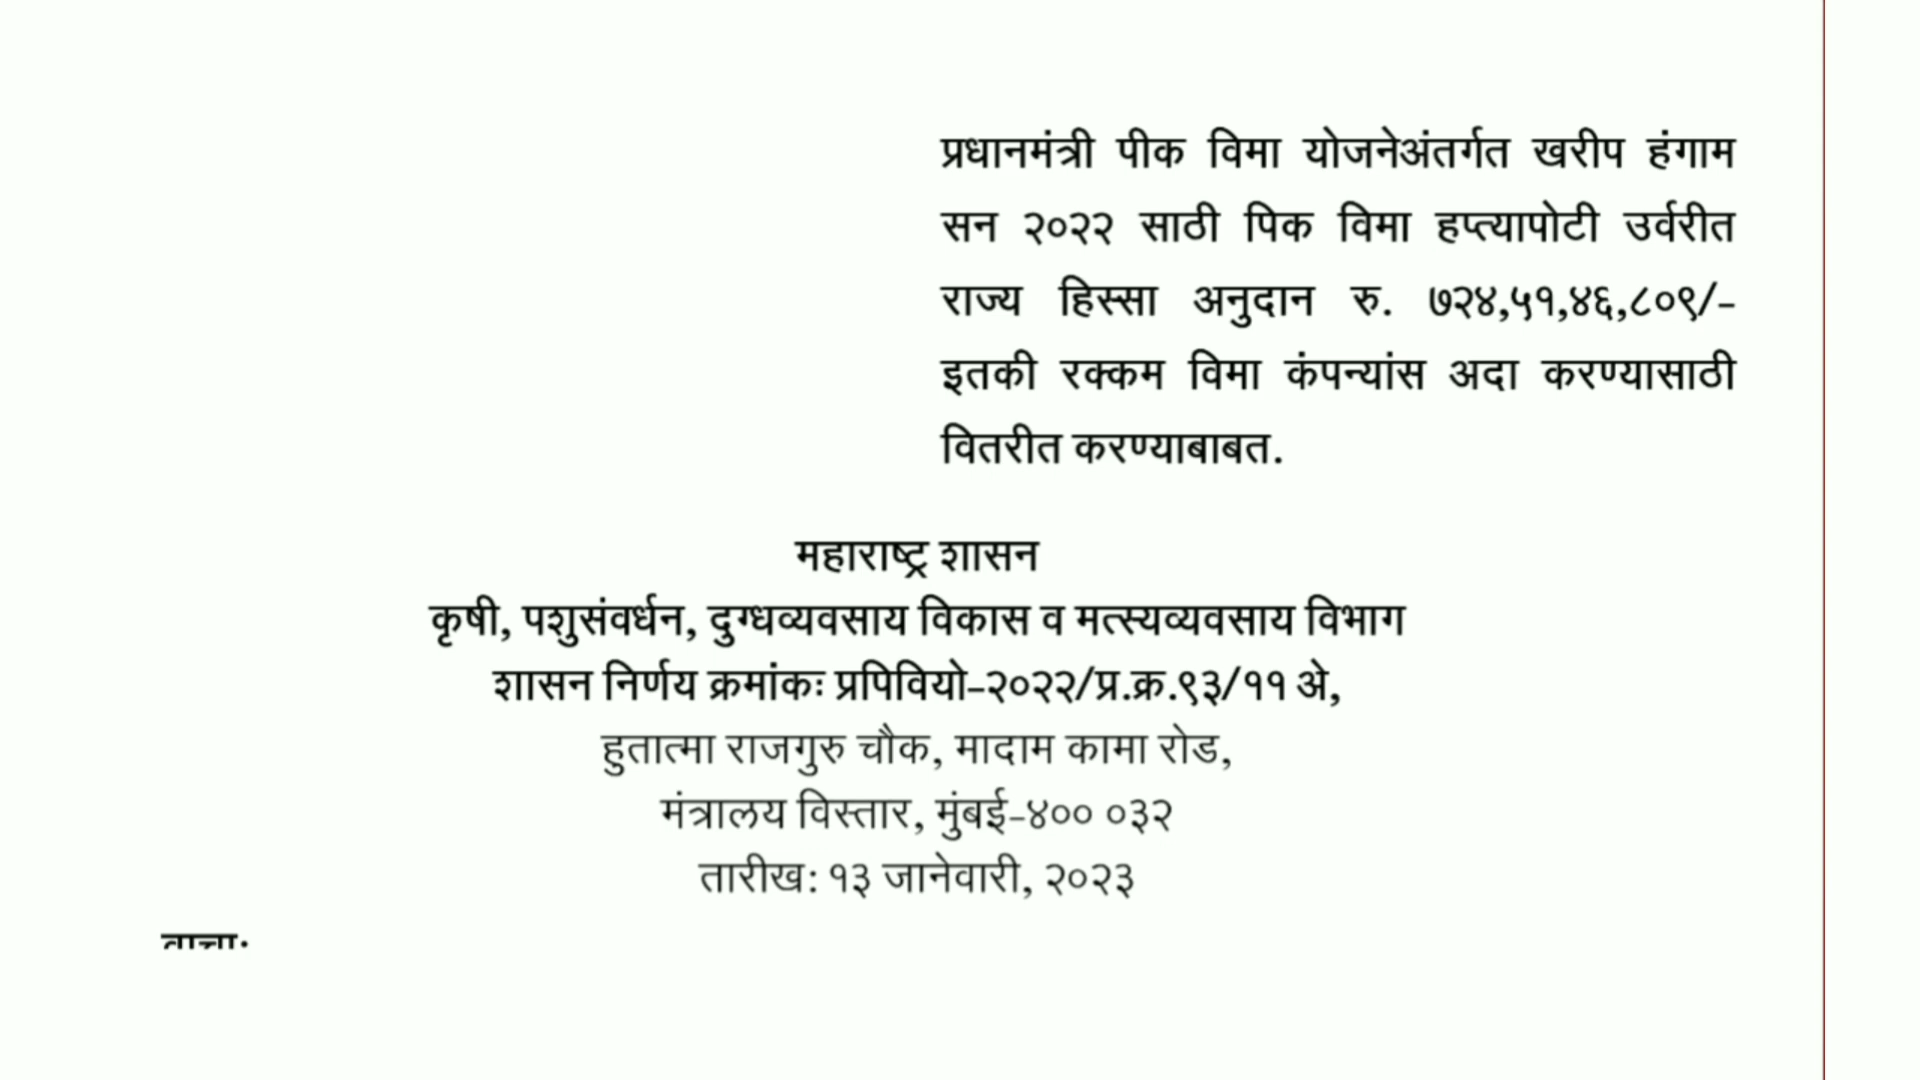 प्रधानमंत्री पीक विमा योजनेअंतर्गत खरीप हंगाम
सन २०२२ साठी पिक विमा हप्त्यापोटी उर्वरीत
राज्य हिस्सा अनुदान रु. ७२४,५१,४६,८०९/-
इतकी रक्कम विमा कंपन्यांस अदा करण्यासाठी
वितरीत करण्याबाबत.
महाराष्ट्र शासन
कृषी, पशुसंवर्धन, दुग्धव्यवसाय विकास व मत्स्यव्यवसाय विभाग
शासन निर्णय क्रमांकः प्रपिवियो-२०२२/प्र.क्र.९३/११ अे,
हुतात्मा राजगुरु चौक, मादाम कामा रोड,
मंत्रालय विस्तार, मुंबई-४०० ०३२
तारीख: १३ जानेवारी, २०२३